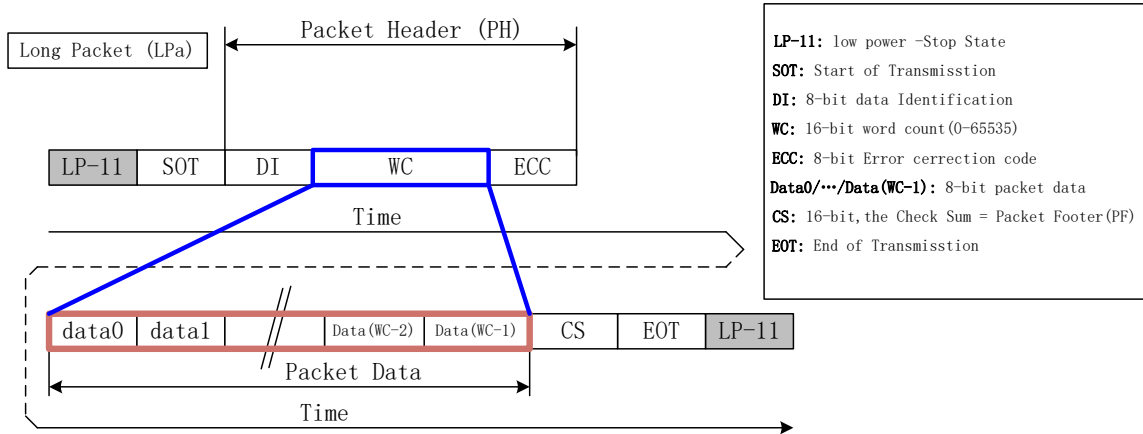 Long Packet (LPa)
Packet Header (PH)
LP-11 SOT DI WC ECC
Time
data0 data1 Data(WC-2) Data(WC-1) CS EOT LP-11
Packet Data
Time
LP-11: low power -Stop State
SOT: Start of Transmisstion
DI: 8-bit data Identification
WC: 16-bit word count(0-65535)
ECC: 8-bit Error cerrection code
Data0/…/Data(WC-1): 8-bit packet data
CS: 16-bit,the Check Sum = Packet Footer(PF)
EOT: End of Transmisstion